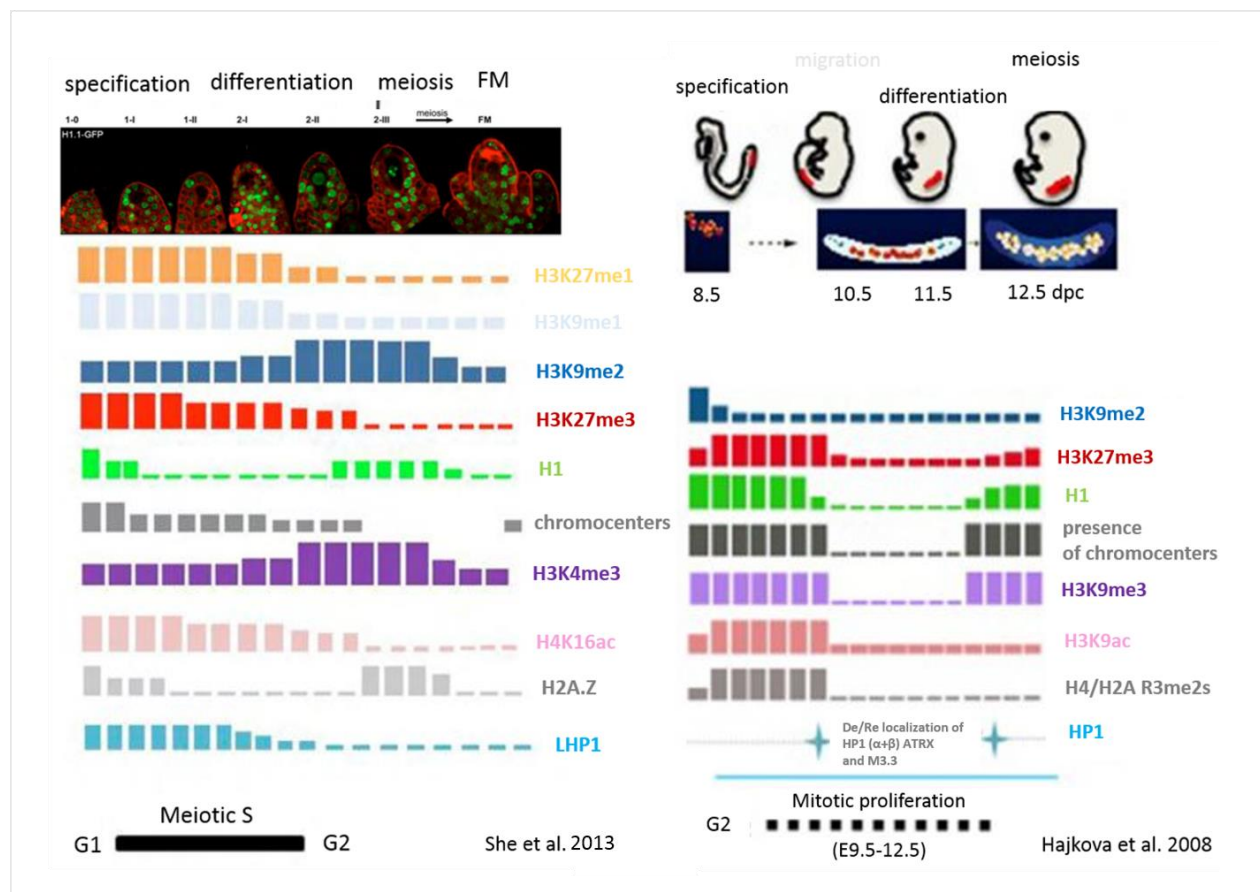 specification differentiation meiosis FM
1-0 1-I 1-II 2-I 2-II 2-III meiosis FM
H1.1-GFP
H3K27me1
H3K9me1
H3K9me2
H3K27me3
H1
chromocenters
H3K4me3
H4K16ac
H2A.Z
LHP1
Meiotic S
G1 G2
She et al. 2013
migration
meiosis
specification
differentiation
8.5 10.5 11.5 12.5 dpc
H3K9me2
H3K27me3
H1
presence
of chromocenters
H3K9me3
H3K9ac
H4/H2A R3me2s
De/Re localization of
HP1 (α+β) ATRX
and M3.3
HP1
Mitotic proliferation
G2
(E9.5-12.5)
Hajkova et al. 2008